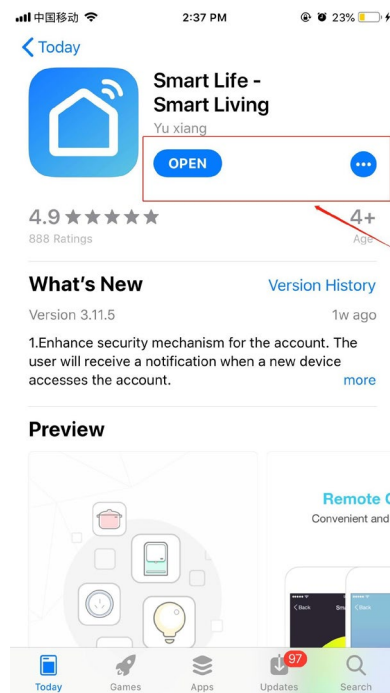 中国移动 2:37 PM 23%
Today
Smart Life -
Smart Living
Yu xiang
OPEN
4.9 4+
888 Ratings Age
What's New Version History
Version 3.11.5 1w ago
1.Enhance security mechanism for the account. The
user will receive a notification when a new device
accesses the account. more
Preview
Remote
Convenient and
Back
Back
97
Today Games Apps Updates Search